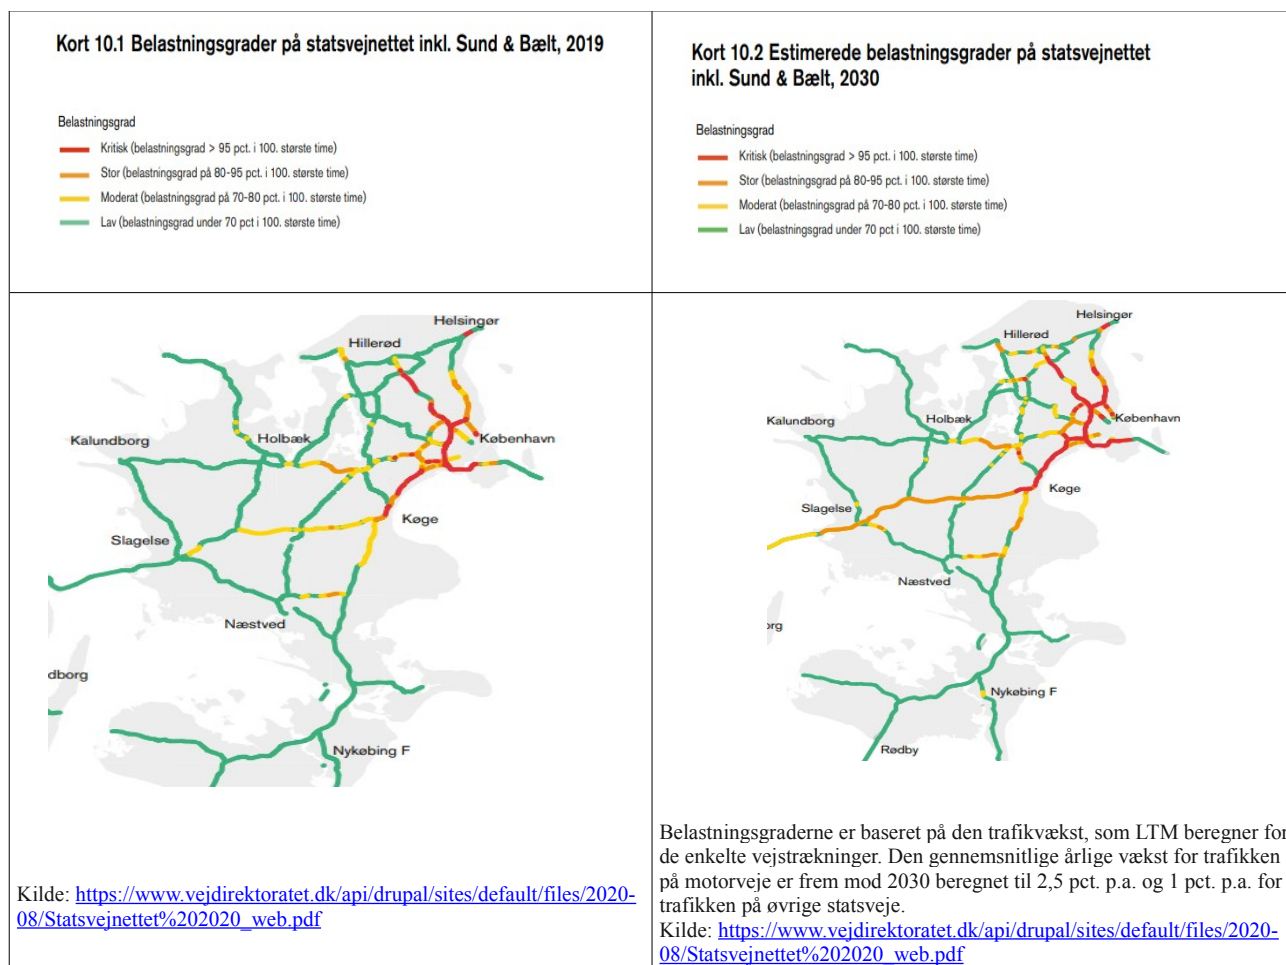 Kort 10.1 Belastningsgrader på statsvejnettet inkl. Sund & Bælt, 2019
Belastningsgrad
Kritisk (belastningsgrad > 95 pct. i 100. største time)
Stor (belastningsgrad på 80-95 pct. i 100. største time)
Moderat (belastningsgrad på 70-80 pct. i 100. største time)
Lav (belastningsgrad under 70 pct i 100. største time)
Kort 10.2 Estimerede belastningsgrader på statsvejnettet
inkl. Sund & Bælt, 2030
Belastningsgrad
Kritisk (belastningsgrad > 95 pct. i 100. største time)
Stor (belastningsgrad på 80-95 pct. i 100. største time)
Moderat (belastningsgrad på 70-80 pct. i 100. største time)
Lav (belastningsgrad under 70 pct i 100. største time)
Helsingør
Hillerød
København
Holbæk
Kalundborg
Køge
Slagelse
Næstved
dborg
Nykøbing F
Kilde: https://www.vejdirektoratet.dk/api/drupal/sites/default/files/2020-
08/Statsvejnettet%202020_web.pdf
Helsingør
Hillerød
København
Holbæk
Kalundborg
Køge
Slagelse
Næstved
org
Nykøbing F
Rødby
Belastningsgraderne er baseret på den trafikvækst, som LTM beregner for
de enkelte vejstrækninger. Den gennemsnitlige årlige vækst for trafikken
på motorveje er frem mod 2030 beregnet til 2,5 pct. p.a. og 1 pct. p.a. for
trafikken på øvrige statsveje.
Kilde: https://www.vejdirektoratet.dk/api/drupal/sites/default/files/2020-
08/Statsvejnettet%202020_web.pdf